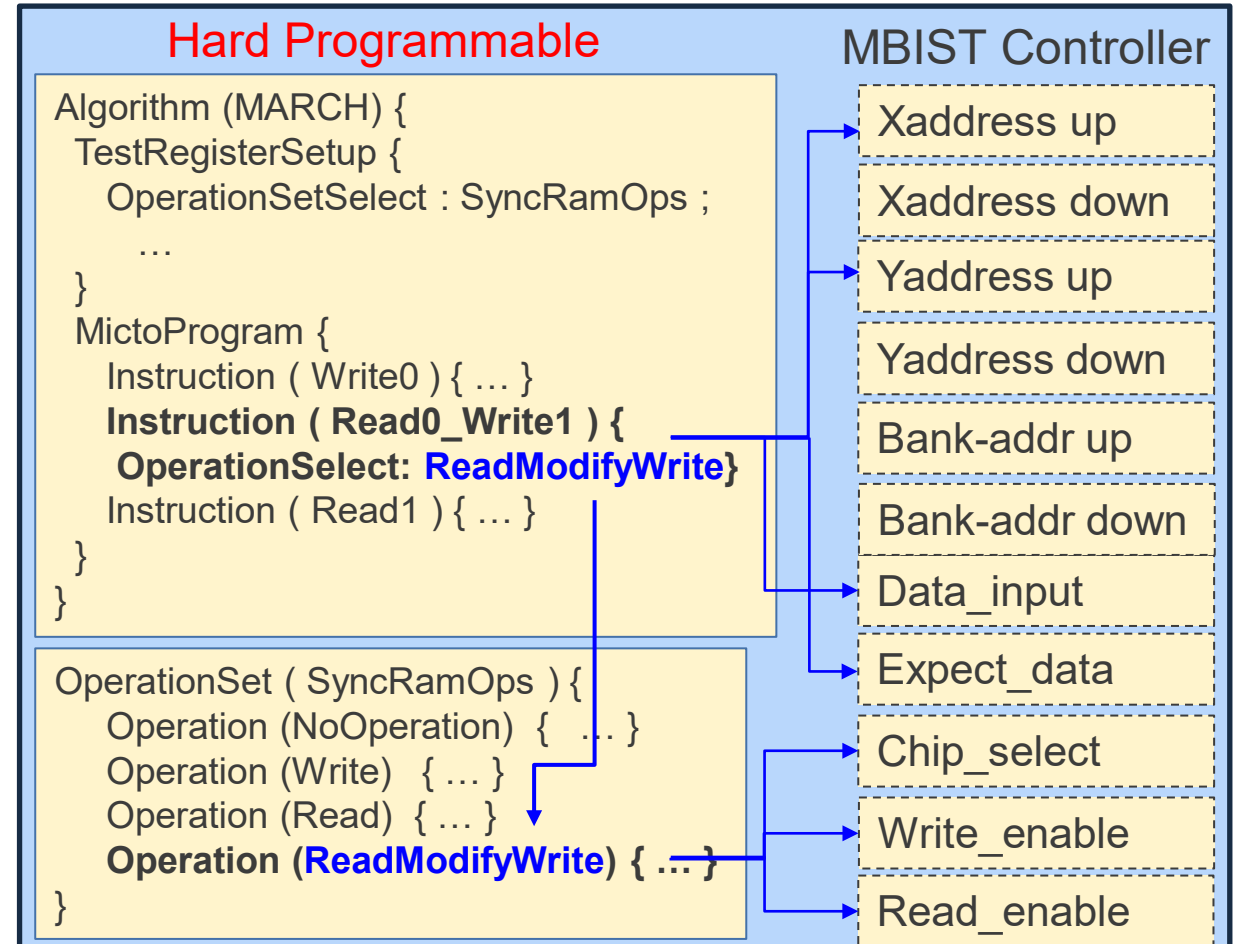 Hard Programmable
Algorithm (MARCH) {
TestRegisterSetup {
OperationSetSelect : SyncRamOps ;
…
}
MictoProgram {
Instruction ( Write0 ) { … }
Instruction ( Read0_Write1 ) {
OperationSelect: ReadModifyWrite}
Instruction ( Read1 ) { … }
}
}
OperationSet ( SyncRamOps ) {
Operation (NoOperation) { … }
Operation (Write) { … }
Operation (Read) { … }
Operation (ReadModifyWrite) { … }
}
MBIST Controller
Xaddress up
Xaddress down
Yaddress up
Yaddress down
Bank-addr up
Bank-addr down
Data_input
Expect_data
Chip_select
Write_enable
Read_enable